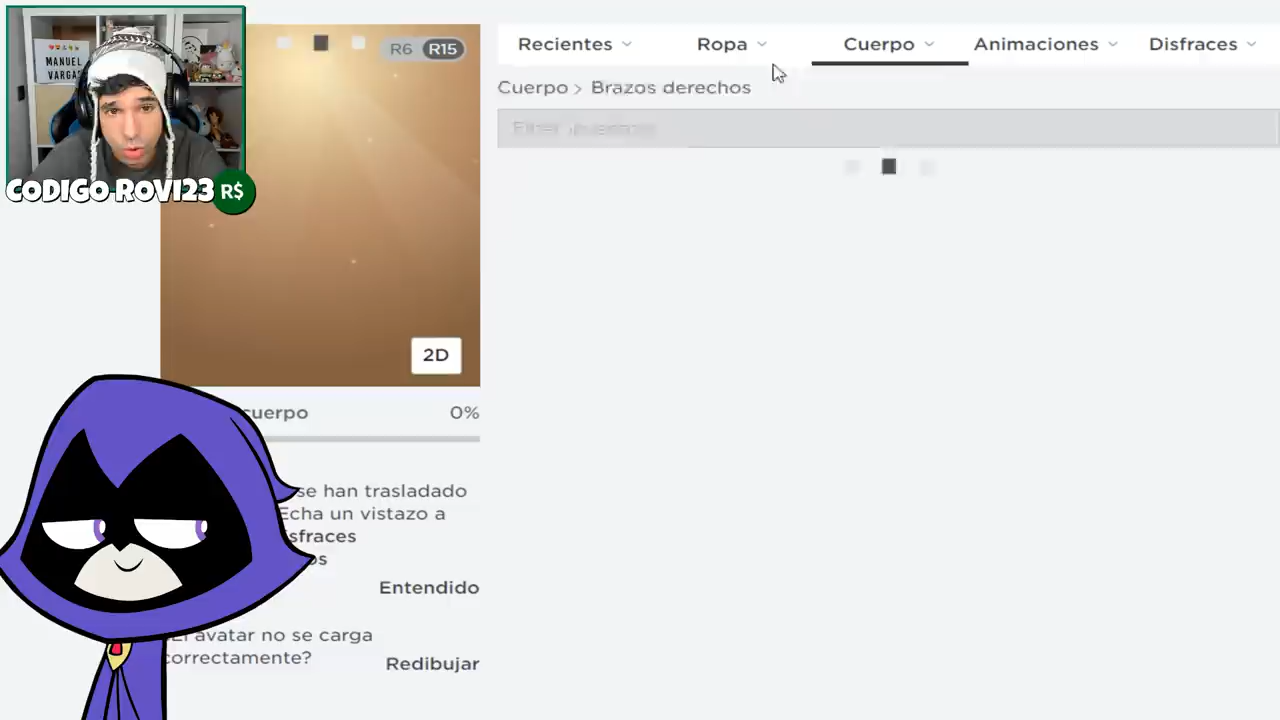 MANUEL
VARGAS
CODIGO ROVI23 R$
R6 R15
2D
cuerpo 0%
se han trasladado
Echa un vistazo a
sfraces
os
Entendido
El avatar no se carga
correctamente?
Redibujar
Recientes Ropa Cuerpo Animaciones Disfraces
Cuerpo > Brazos derechos